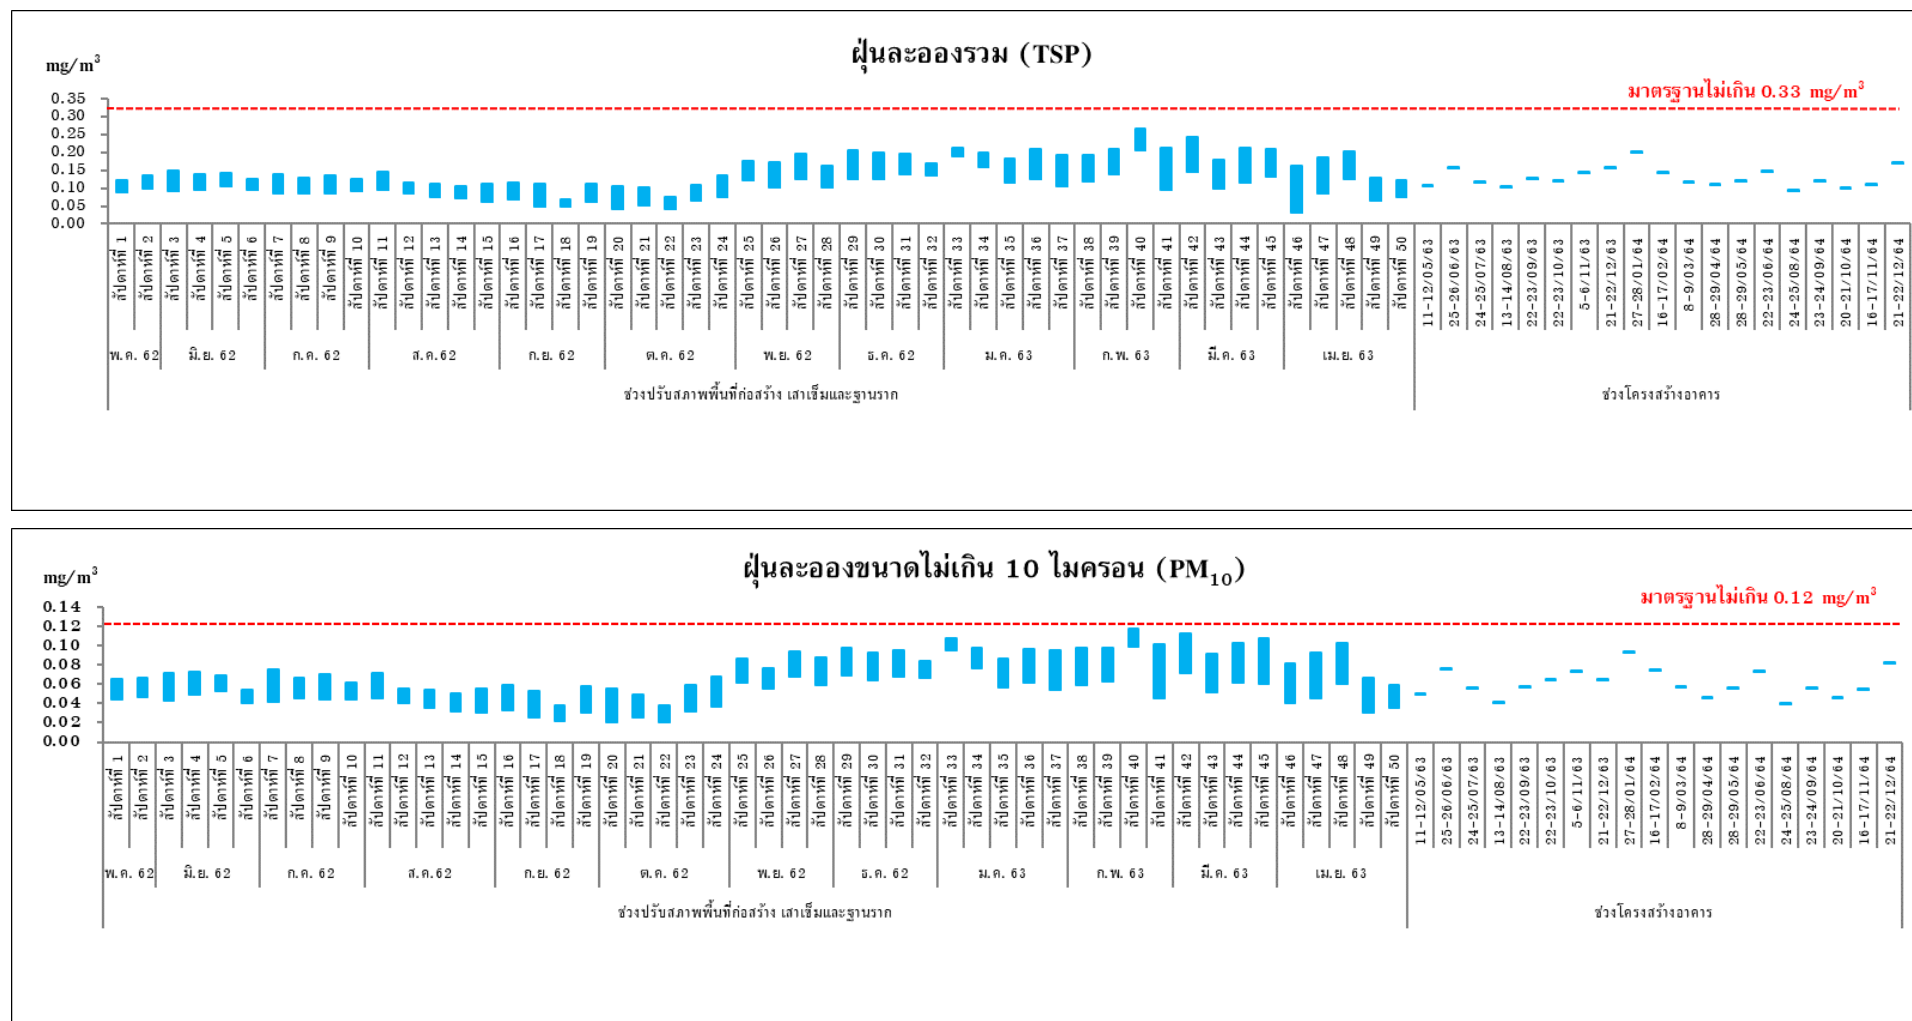 ฝุ่นละอองรวม (TSP)
mg/m³
มาตรฐานไม่เกิน 0.33 mg/m³
0.35
0.30
0.25
0.20
0.15
0.10
0.05
0.00
สัปดาห์ที่ 1
สัปดาห์ที่ 2
สัปดาห์ที่ 3
สัปดาห์ที่ 4
สัปดาห์ที่ 5
สัปดาห์ที่ 6
สัปดาห์ที่ 7
สัปดาห์ที่ 8
สัปดาห์ที่ 9
สัปดาห์ที่ 10
สัปดาห์ที่ 11
สัปดาห์ที่ 12
สัปดาห์ที่ 13
สัปดาห์ที่ 14
สัปดาห์ที่ 15
สัปดาห์ที่ 16
สัปดาห์ที่ 17
สัปดาห์ที่ 18
สัปดาห์ที่ 19
สัปดาห์ที่ 20
สัปดาห์ที่ 21
สัปดาห์ที่ 22
สัปดาห์ที่ 23
สัปดาห์ที่ 24
สัปดาห์ที่ 25
สัปดาห์ที่ 26
สัปดาห์ที่ 27
สัปดาห์ที่ 28
สัปดาห์ที่ 29
สัปดาห์ที่ 30
สัปดาห์ที่ 31
สัปดาห์ที่ 32
สัปดาห์ที่ 33
สัปดาห์ที่ 34
สัปดาห์ที่ 35
สัปดาห์ที่ 36
สัปดาห์ที่ 37
สัปดาห์ที่ 38
สัปดาห์ที่ 39
สัปดาห์ที่ 40
สัปดาห์ที่ 41
สัปดาห์ที่ 42
สัปดาห์ที่ 43
สัปดาห์ที่ 44
สัปดาห์ที่ 45
สัปดาห์ที่ 46
สัปดาห์ที่ 47
สัปดาห์ที่ 48
สัปดาห์ที่ 49
สัปดาห์ที่ 50
11-12/05/63
25-26/06/63
24-25/07/63
13-14/08/63
22-23/09/63
22-23/10/63
5-6/11/63
21-22/12/63
27-28/01/64
16-17/02/64
8-9/03/64
28-29/04/64
28-29/05/64
22-23/06/64
24-25/08/64
23-24/09/64
20-21/10/64
16-17/11/64
21-22/12/64
พ.ค. 62 มิ.ย. 62 ก.ค. 62 ส.ค.62 ก.ย. 62 ต.ค. 62 พ.ย. 62 ธ.ค. 62 ม.ค. 63 ก.พ. 63 มี.ค. 63 เม.ย. 63
ช่วงปรับสภาพพื้นที่ก่อสร้าง เสาเข็มและฐานราก ช่วงโครงสร้างอาคาร
ฝุ่นละอองขนาดไม่เกิน 10 ไมครอน (PM₁₀)
mg/m³
มาตรฐานไม่เกิน 0.12 mg/m³
0.14
0.12
0.10
0.08
0.06
0.04
0.02
0.00
สัปดาห์ที่ 1
สัปดาห์ที่ 2
สัปดาห์ที่ 3
สัปดาห์ที่ 4
สัปดาห์ที่ 5
สัปดาห์ที่ 6
สัปดาห์ที่ 7
สัปดาห์ที่ 8
สัปดาห์ที่ 9
สัปดาห์ที่ 10
สัปดาห์ที่ 11
สัปดาห์ที่ 12
สัปดาห์ที่ 13
สัปดาห์ที่ 14
สัปดาห์ที่ 15
สัปดาห์ที่ 16
สัปดาห์ที่ 17
สัปดาห์ที่ 18
สัปดาห์ที่ 19
สัปดาห์ที่ 20
สัปดาห์ที่ 21
สัปดาห์ที่ 22
สัปดาห์ที่ 23
สัปดาห์ที่ 24
สัปดาห์ที่ 25
สัปดาห์ที่ 26
สัปดาห์ที่ 27
สัปดาห์ที่ 28
สัปดาห์ที่ 29
สัปดาห์ที่ 30
สัปดาห์ที่ 31
สัปดาห์ที่ 32
สัปดาห์ที่ 33
สัปดาห์ที่ 34
สัปดาห์ที่ 35
สัปดาห์ที่ 36
สัปดาห์ที่ 37
สัปดาห์ที่ 38
สัปดาห์ที่ 39
สัปดาห์ที่ 40
สัปดาห์ที่ 41
สัปดาห์ที่ 42
สัปดาห์ที่ 43
สัปดาห์ที่ 44
สัปดาห์ที่ 45
สัปดาห์ที่ 46
สัปดาห์ที่ 47
สัปดาห์ที่ 48
สัปดาห์ที่ 49
สัปดาห์ที่ 50
11-12/05/63
25-26/06/63
24-25/07/63
13-14/08/63
22-23/09/63
22-23/10/63
5-6/11/63
21-22/12/63
27-28/01/64
16-17/02/64
8-9/03/64
28-29/04/64
28-29/05/64
22-23/06/64
24-25/08/64
23-24/09/64
20-21/10/64
16-17/11/64
21-22/12/64
พ.ค. 62 มิ.ย. 62 ก.ค. 62 ส.ค.62 ก.ย. 62 ต.ค. 62 พ.ย. 62 ธ.ค. 62 ม.ค. 63 ก.พ. 63 มี.ค. 63 เม.ย. 63
ช่วงปรับสภาพพื้นที่ก่อสร้าง เสาเข็มและฐานราก ช่วงโครงสร้างอาคาร